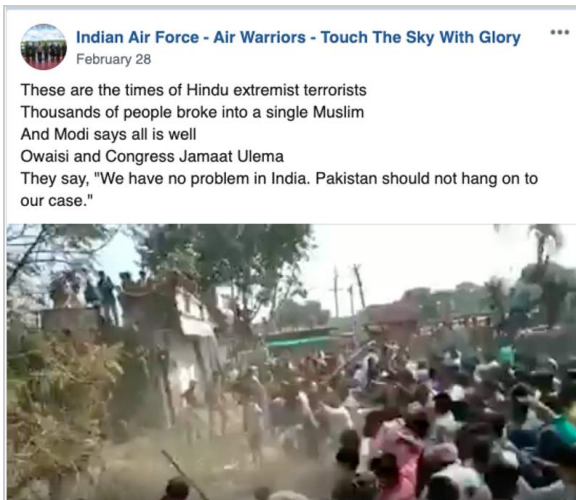 Indian Air Force - Air Warriors - Touch The Sky With Glory
February 28
These are the times of Hindu extremist terrorists
Thousands of people broke into a single Muslim
And Modi says all is well
Owaisi and Congress Jamaat Ulema
They say, "We have no problem in India. Pakistan should not hang on to
our case."